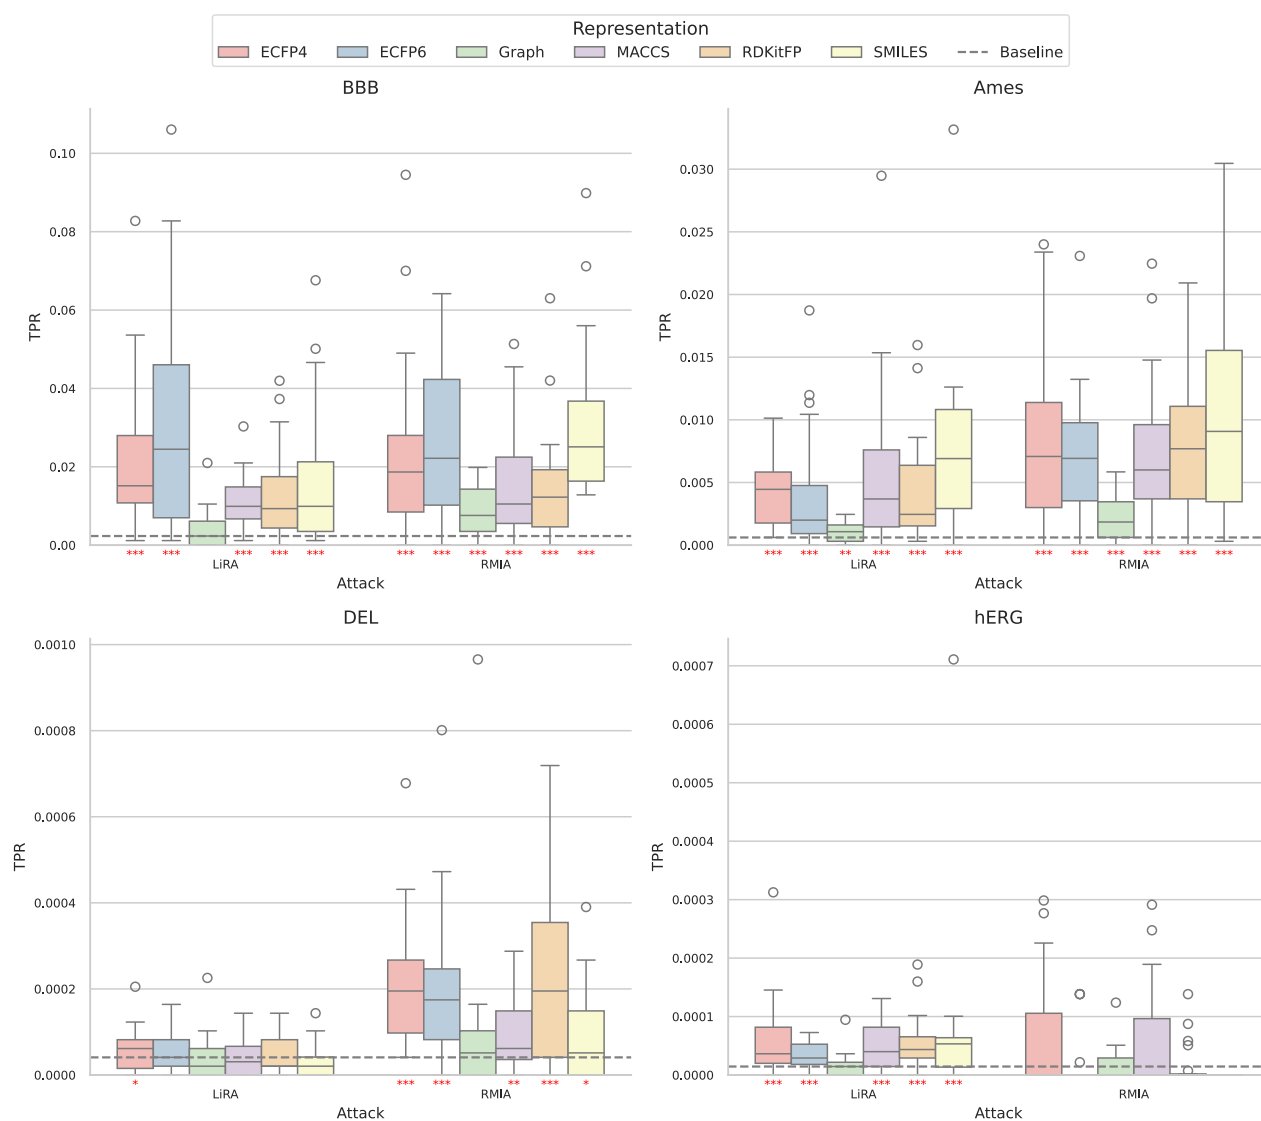 Representation
ECFP4 ECFP6 Graph MACCS RDKitFP SMILES Baseline
BBB
0.10
0.08
0.06
0.04
0.02
0.00
TPR
*** *** *** *** *** *** *** *** *** *** ***
LiRA RMIA
Attack
Ames
0.030
0.025
0.020
0.015
0.010
0.005
0.000
TPR
*** *** ** *** *** *** *** *** *** *** *** ***
LiRA RMIA
Attack
DEL
0.0010
0.0008
0.0006
0.0004
0.0002
0.0000
TPR
* *** *** ** *** *
LiRA RMIA
Attack
hERG
0.0007
0.0006
0.0005
0.0004
0.0003
0.0002
0.0001
0.0000
TPR
*** *** *** *** ***
LiRA RMIA
Attack